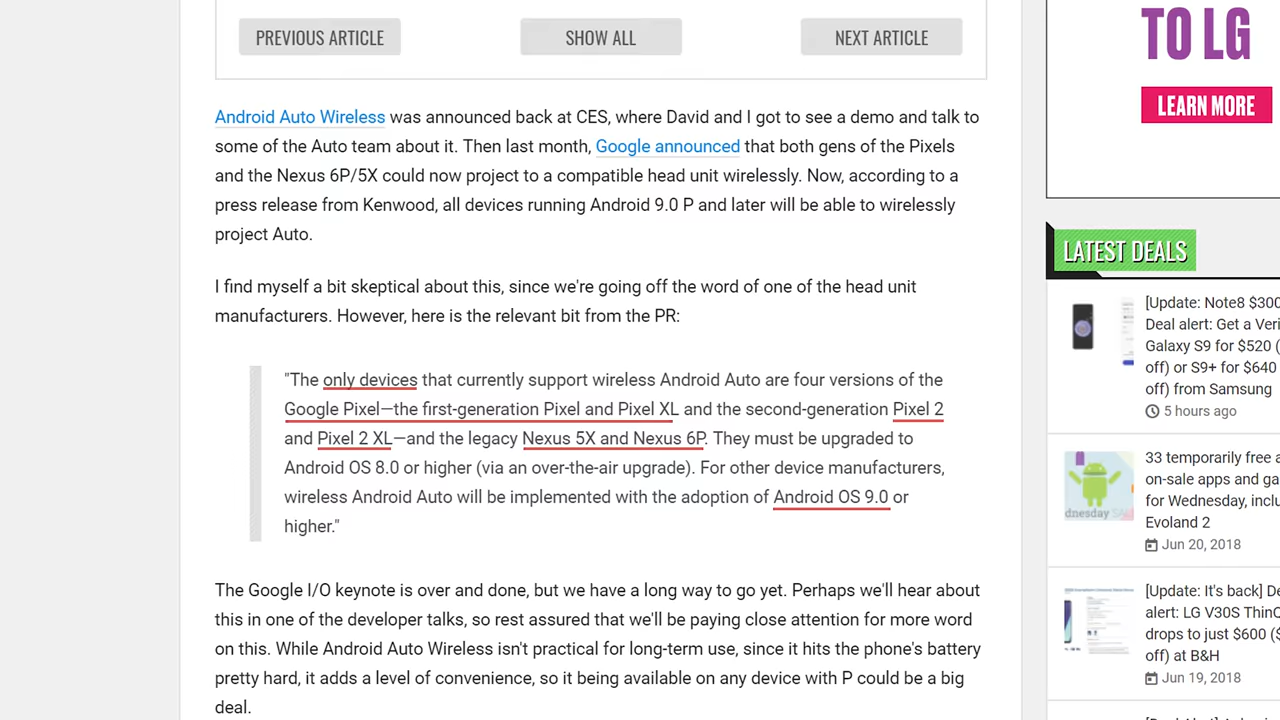 PREVIOUS ARTICLE
SHOW ALL
NEXT ARTICLE
Android Auto Wireless was announced back at CES, where David and I got to see a demo and talk to
some of the Auto team about it. Then last month, Google announced that both gens of the Pixels
and the Nexus 6P/5X could now project to a compatible head unit wirelessly. Now, according to a
press release from Kenwood, all devices running Android 9.0 P and later will be able to wirelessly
project Auto.
I find myself a bit skeptical about this, since we're going off the word of one of the head unit
manufacturers. However, here is the relevant bit from the PR:
"The only devices that currently support wireless Android Auto are four versions of the
Google Pixel—the first-generation Pixel and Pixel XL and the second-generation Pixel 2
and Pixel 2 XL—and the legacy Nexus 5X and Nexus 6P. They must be upgraded to
Android OS 8.0 or higher (via an over-the-air upgrade). For other device manufacturers,
wireless Android Auto will be implemented with the adoption of Android OS 9.0 or
higher."
The Google I/O keynote is over and done, but we have a long way to go yet. Perhaps we'll hear about
this in one of the developer talks, so rest assured that we'll be paying close attention for more word
on this. While Android Auto Wireless isn't practical for long-term use, since it hits the phone's battery
pretty hard, it adds a level of convenience, so it being available on any device with P could be a big
deal.
TO LG
LEARN MORE
LATEST DEALS
[Update: Note8 $300
Deal alert: Get a Veri
Galaxy S9 for $520 (
off) or S9+ for $640
off) from Samsung
5 hours ago
33 temporarily free a
on-sale apps and ga
for Wednesday, inclu
Evoland 2
Jun 20, 2018
dnesday SA
[Update: It's back] De
alert: LG V30S ThinQ
drops to just $600 ($
off) at B&H
Jun 19, 2018